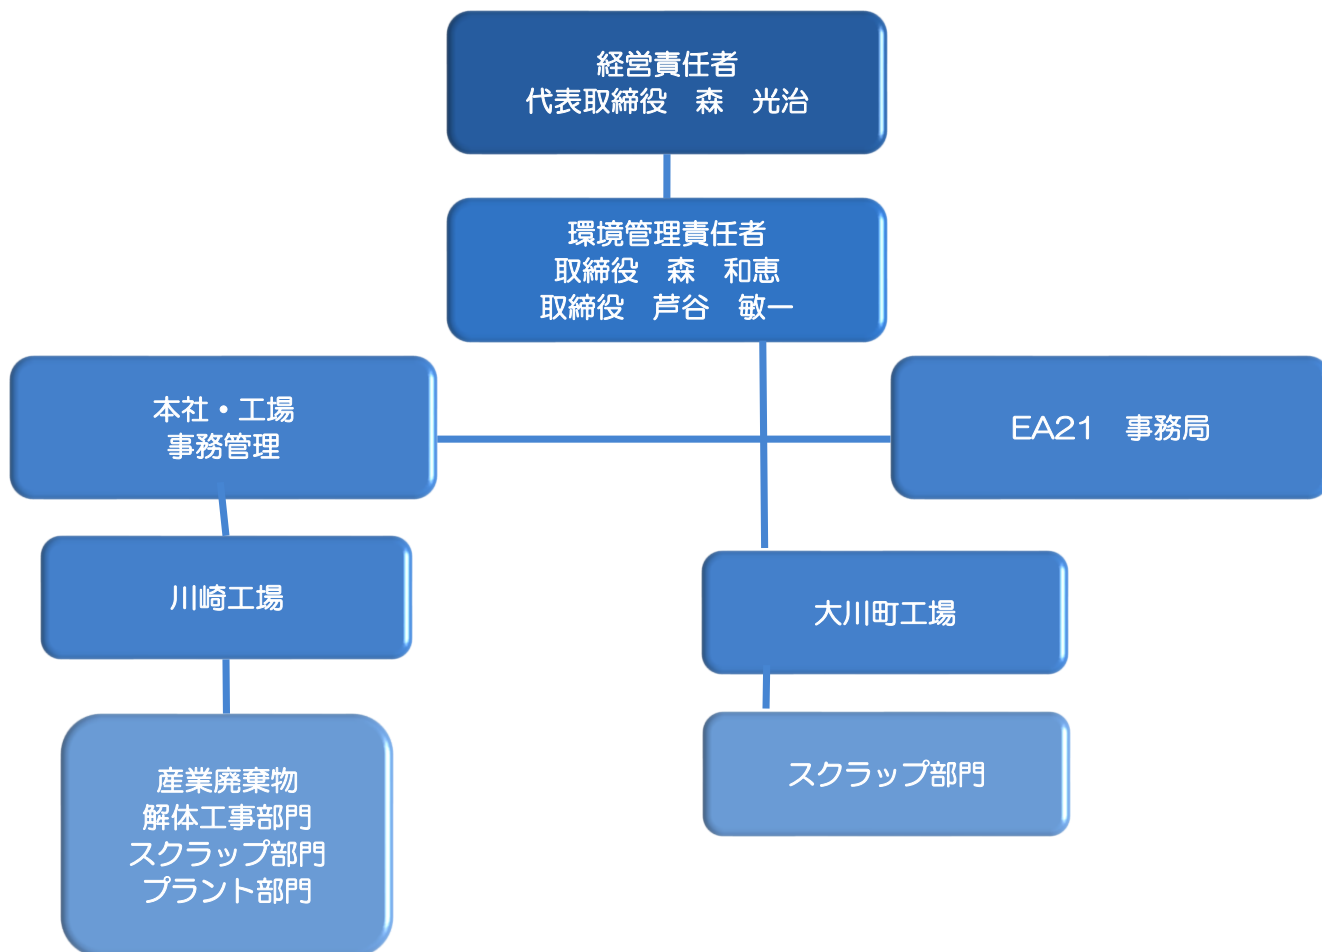 経営責任者
代表取締役　森　光治
環境管理責任者
取締役　森　和恵
取締役　芦谷　敏一
本社・工場
事務管理
EA21　事務局
川崎工場
大川町工場
産業廃棄物
解体工事部門
スクラップ部門
プラント部門
スクラップ部門